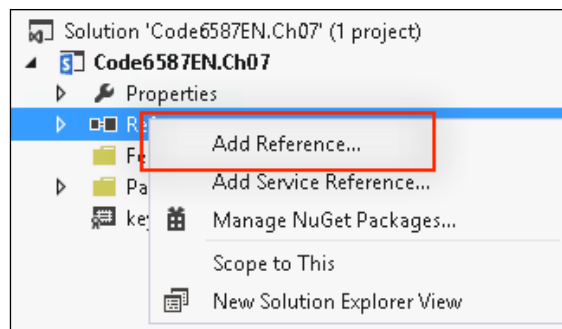 Solution 'Code6587EN.Ch07' (1 project)
Code6587EN.Ch07
Properties
Add Reference...
Add Service Reference...
Manage NuGet Packages...
Scope to This
New Solution Explorer View